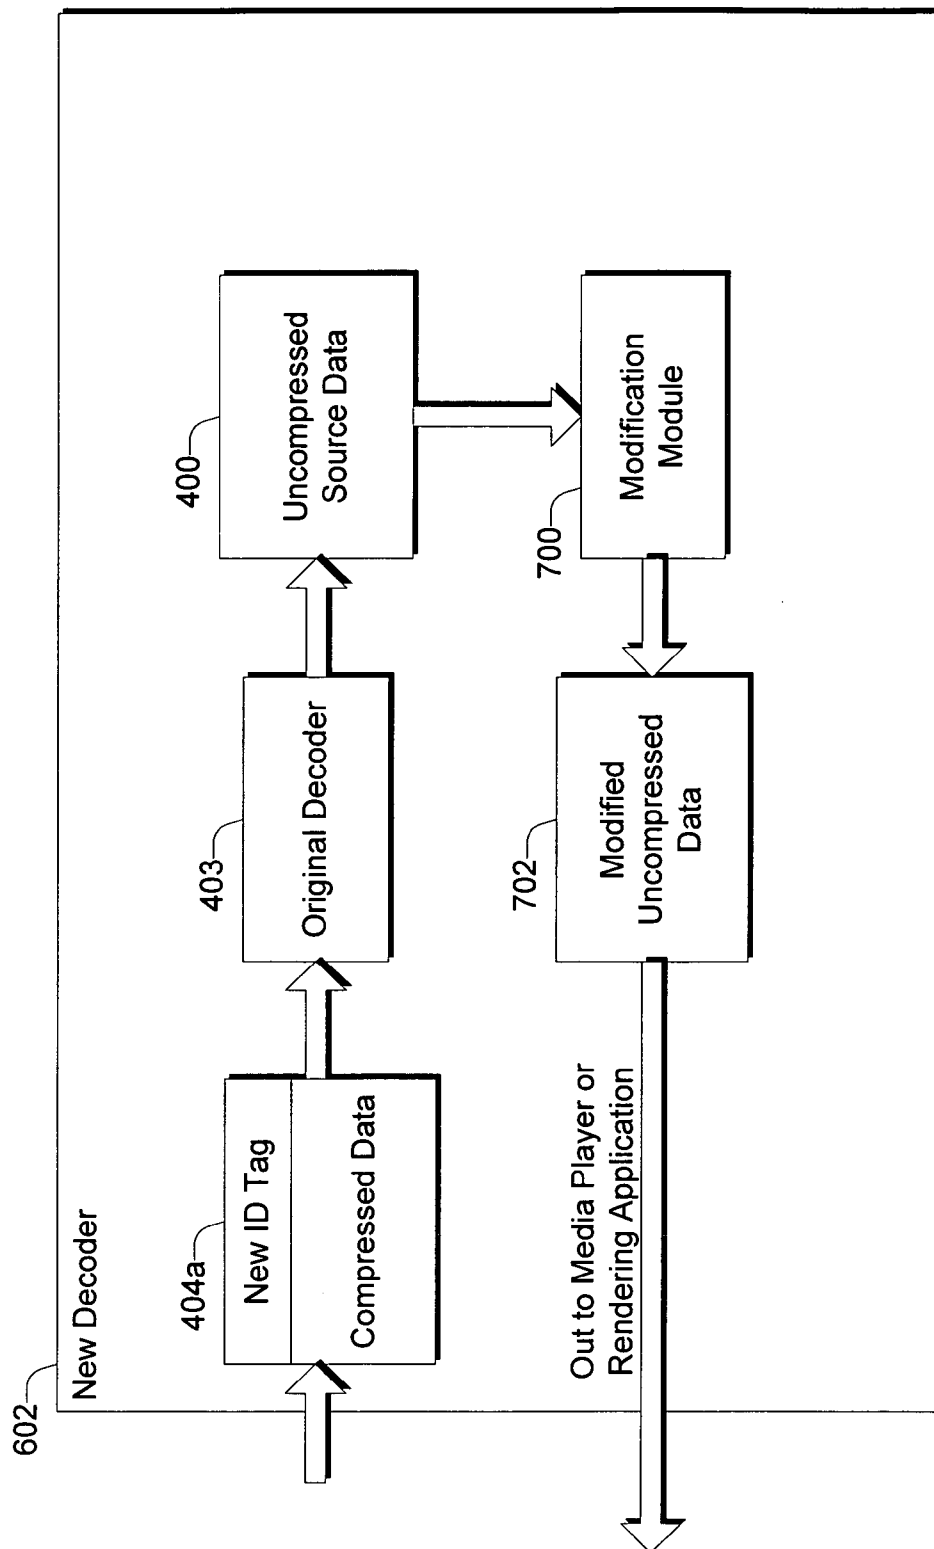 602
New Decoder
404a
New ID Tag
Compressed Data
403
Original Decoder
400
Uncompressed
Source Data
700
Modification
Module
702
Modified
Uncompressed
Data
Out to Media Player or
Rendering Application